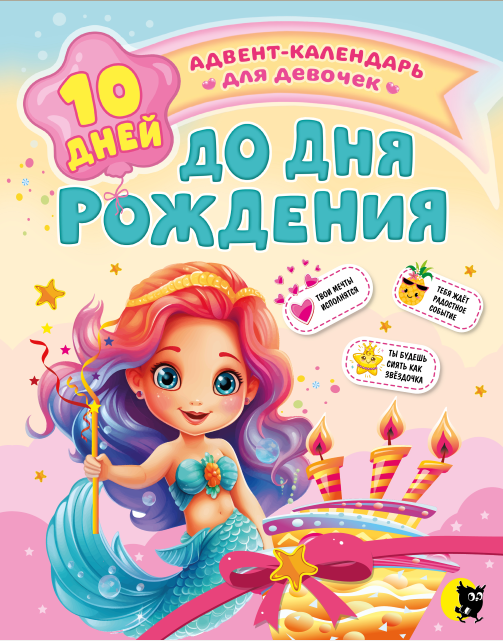 10
ДНЕЙ
АДВЕНТ-КАЛЕНДАРЬ
для девочек
ДО ДНЯ
РОЖДЕНИЯ
ТВОИ МЕЧТЫ
ИСПОЛНЯТСЯ
ТЕБЯ ЖДЁТ
РАДОСТНОЕ
СОБЫТИЕ
ТЫ БУДЕШЬ
СИЯТЬ КАК
ЗВЁЗДОЧКА